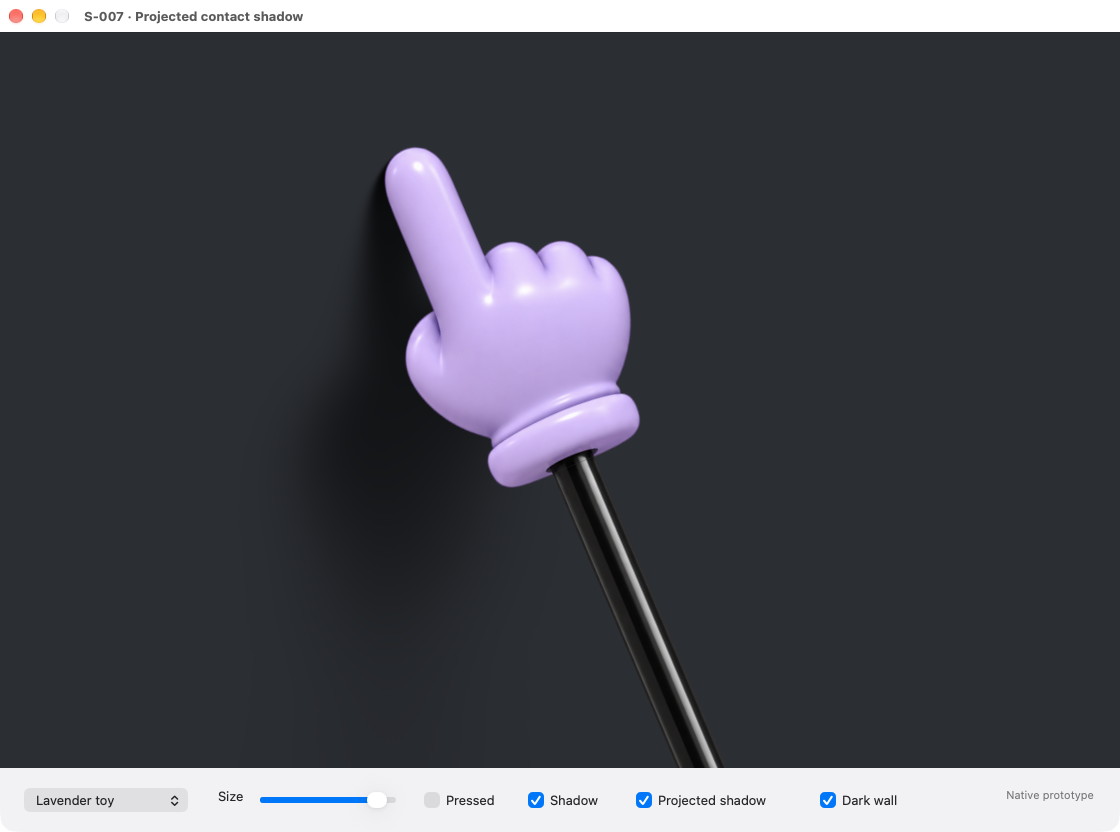 S-007 · Projected contact shadow
Lavender toy
Size
Pressed
Shadow
Projected shadow
Dark wall
Native prototype